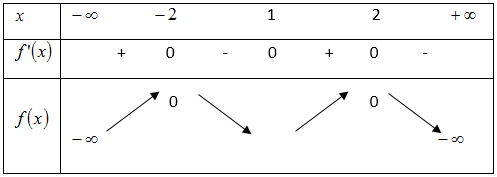 x −∞ −2 1 2 +∞
f'(x) + 0 - 0 + 0 -
0 0
f(x)
−∞ −∞